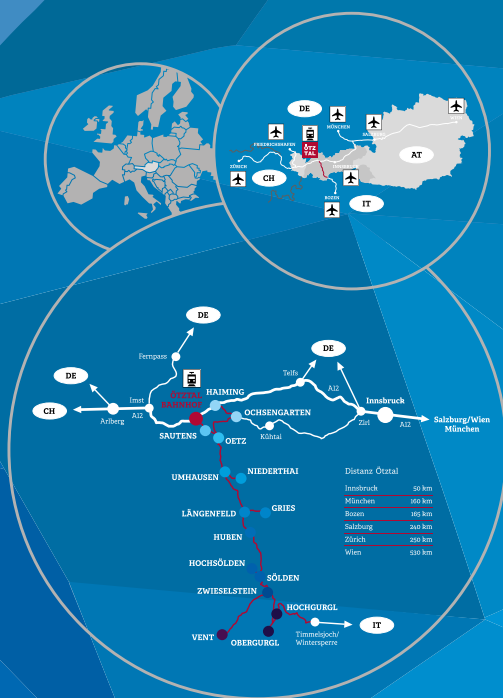 DE
MÜNCHEN
SALZBURG
WIEN
FRIEDRICHSHAFEN
ÖTZ
TAL
AT
ZÜRICH
CH
INNSBRUCK
BOZEN
IT
DE
Fernpass
DE
DE
Telfs
ÖTZTAL
BAHNHOF
HAIMING
A12
Imst
Innsbruck
CH
Arlberg
A12
OCHSENGARTEN
Zirl
A12
Salzburg/Wien
München
SAUTENS
OETZ
Kühtai
UMHAUSEN
NIEDERTHAI
Distanz Ötztal
Innsbruck 50 km
München 160 km
Bozen 165 km
Salzburg 240 km
Zürich 250 km
Wien 530 km
LÄNGENFELD
GRIES
HUBEN
HOCHSÖLDEN
SÖLDEN
ZWIESELSTEIN
HOCHGURGL
IT
VENT
OBERGURGL
Timmelsjoch/
Wintersperre